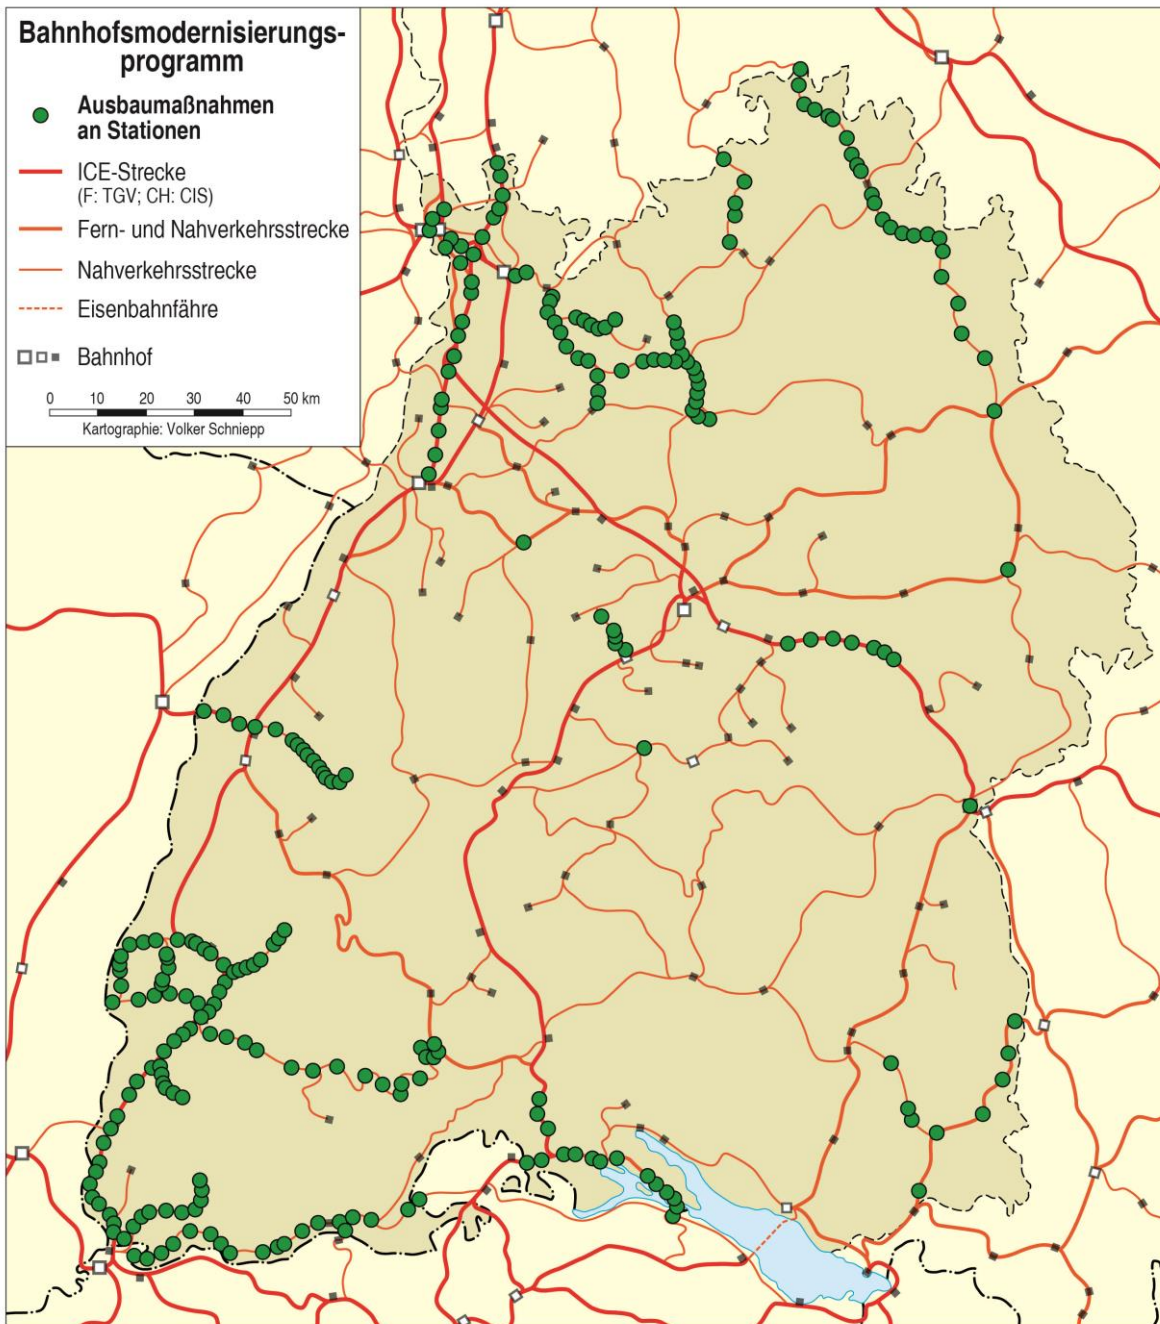 Bahnhofsmodernisierungs-
programm
Ausbaumaßnahmen
an Stationen
ICE-Strecke
(F: TGV; CH: CIS)
Fern- und Nahverkehrsstrecke
Nahverkehrsstrecke
Eisenbahnfähre
Bahnhof
0 10 20 30 40 50 km
Kartographie: Volker Schniepp